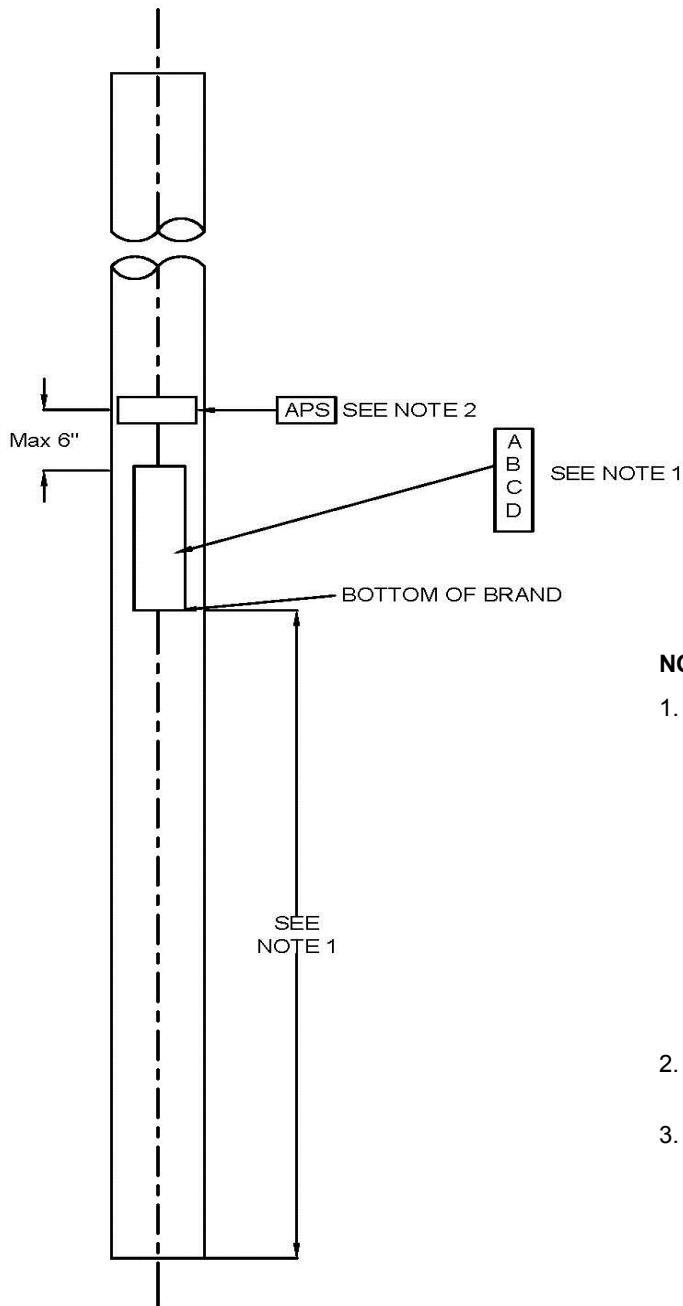 APS SEE NOTE 2
Max 6"
A
B
C
D
SEE NOTE 1
BOTTOM OF BRAND
NO
1.
SEE
NOTE 1
2.
3.